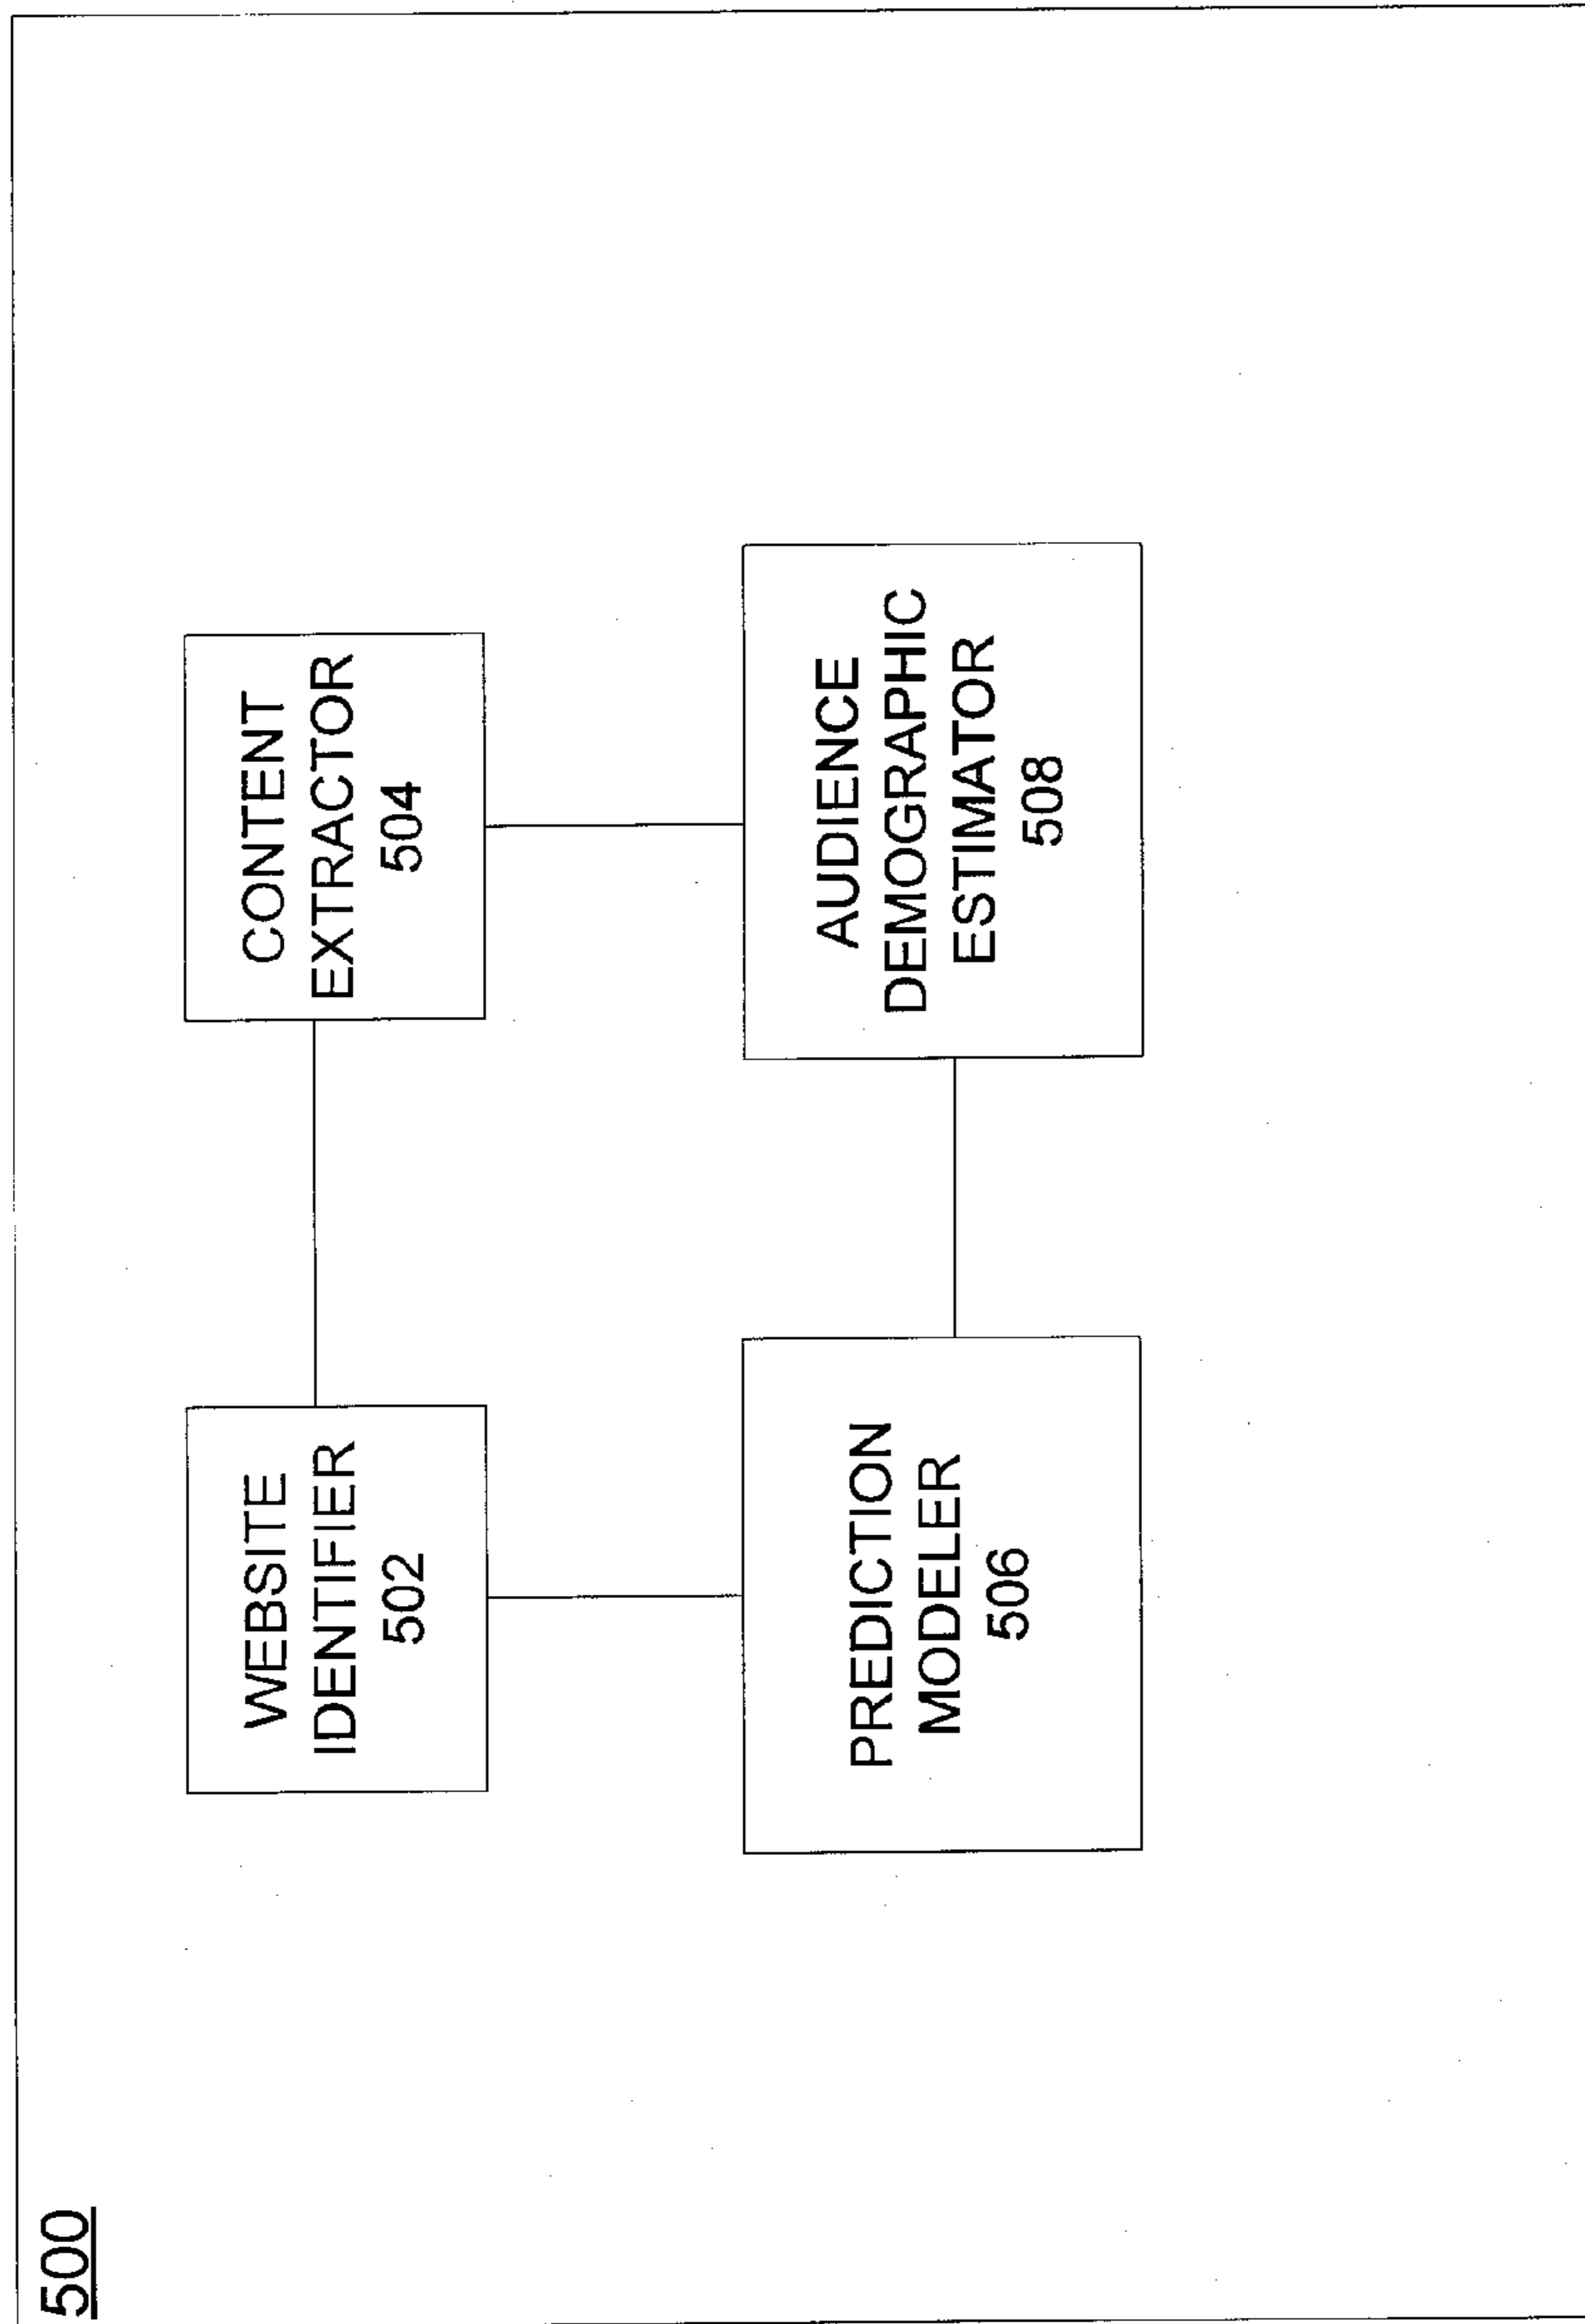 500
WEBSITE
IDENTIFIER
502
CONTENT
EXTRACTOR
504
PREDICTION
MODELER
506
AUDIENCE
DEMOGRAPHIC
ESTIMATOR
508